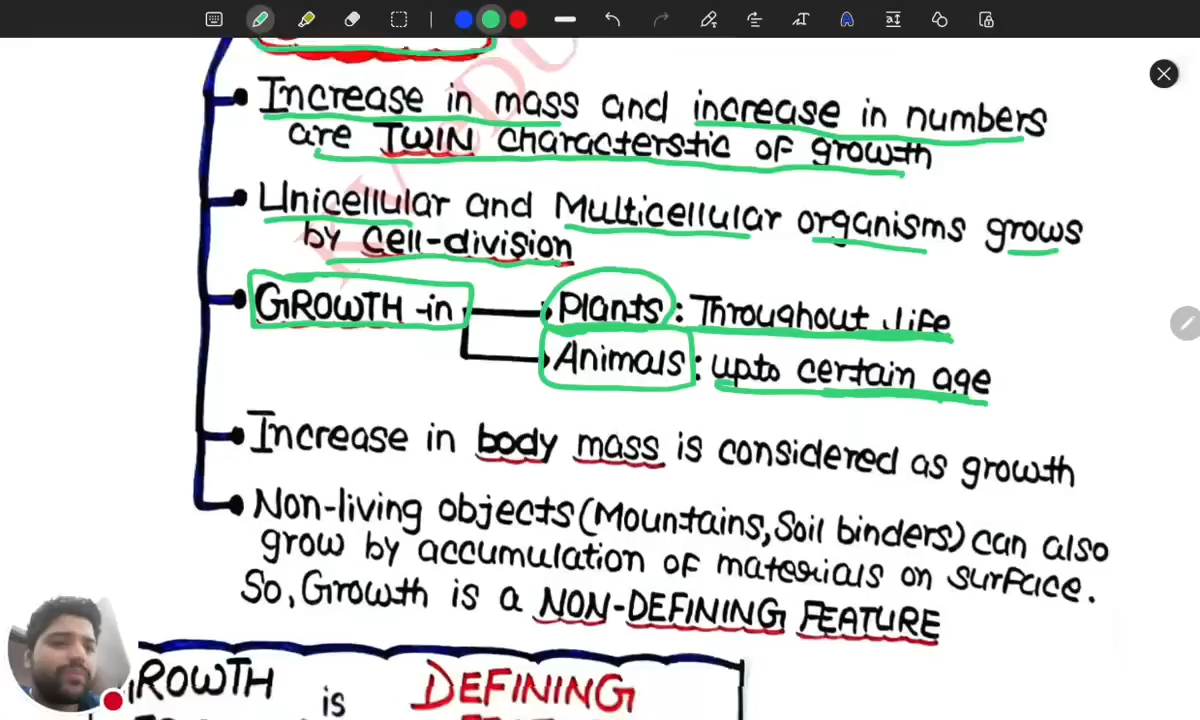 Increase in mass and increase in numbers
are TWIN characterstic of growth
Unicellular and Multicellular organisms grows
by cell-division
GROWTH in
Plants : Throughout life
Animals : upto certain age
Increase in body mass is considered as growth
Non-living objects (Mountains, Soil binders) can also
grow by accumulation of materials on surface.
So, Growth is a NON-DEFINING FEATURE
GROWTH is DEFINING